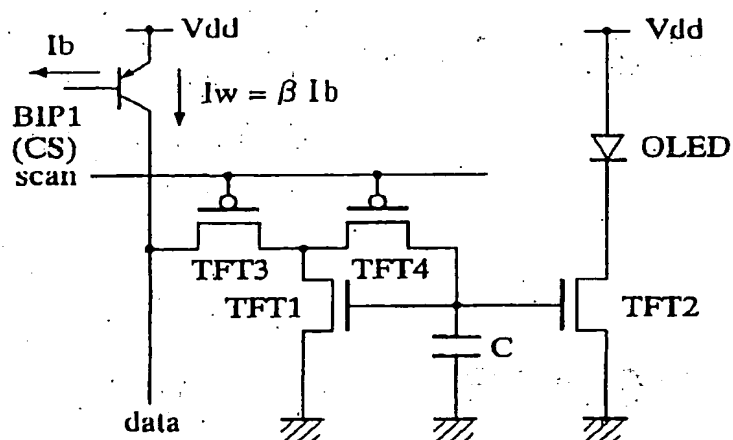 Vdd
Vdd
Ib
Iw = β Ib
BIP1
(CS)
scan
OLED
TFT3
TFT4
TFT1
TFT2
C
data